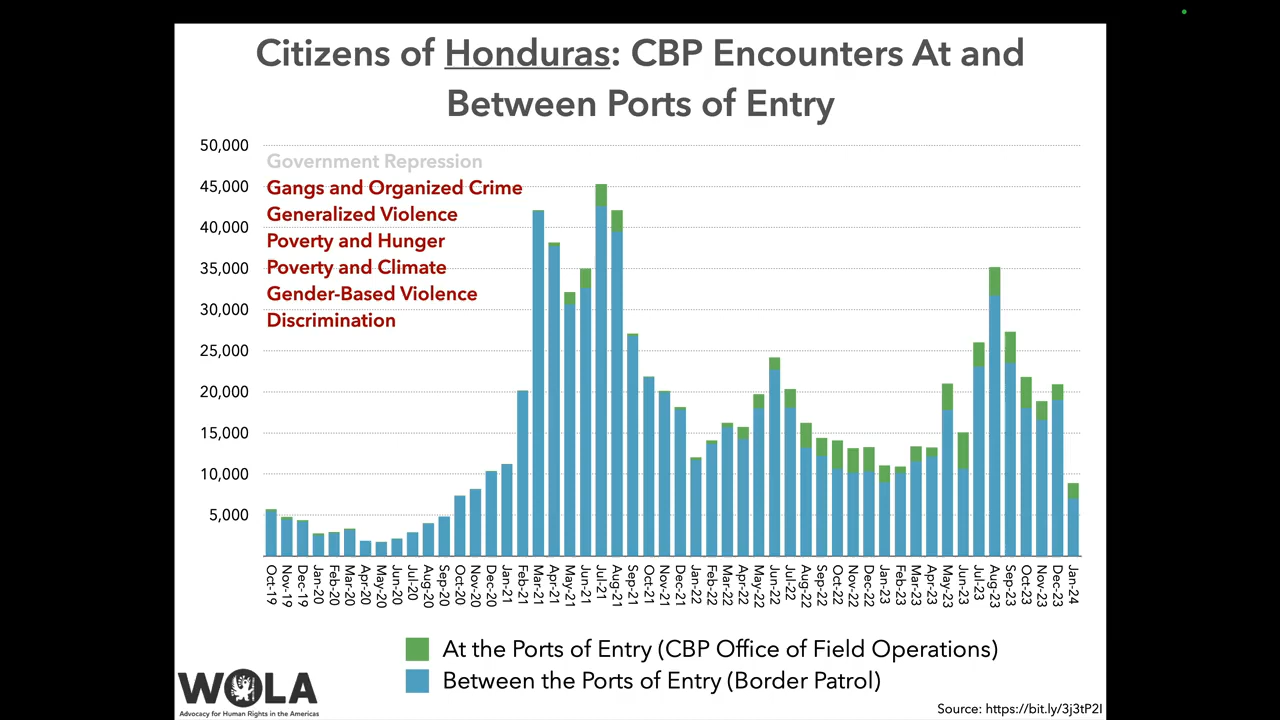 Citizens of Honduras: CBP Encounters At and
Between Ports of Entry
50,000
45,000
40,000
35,000
30,000
25,000
20,000
15,000
10,000
5,000
Government Repression
Gangs and Organized Crime
Generalized Violence
Poverty and Hunger
Poverty and Climate
Gender-Based Violence
Discrimination
Oct-19
Nov-19
Dec-19
Jan-20
Feb-20
Mar-20
Apr-20
May-20
Jun-20
Jul-20
Aug-20
Sep-20
Oct-20
Nov-20
Dec-20
Jan-21
Feb-21
Mar-21
Apr-21
May-21
Jun-21
Jul-21
Aug-21
Sep-21
Oct-21
Nov-21
Dec-21
Jan-22
Feb-22
Mar-22
Apr-22
May-22
Jun-22
Jul-22
Aug-22
Sep-22
Oct-22
Nov-22
Dec-22
Jan-23
Feb-23
Mar-23
Apr-23
May-23
Jun-23
Jul-23
Aug-23
Sep-23
Oct-23
Nov-23
Dec-23
Jan-24
At the Ports of Entry (CBP Office of Field Operations)
Between the Ports of Entry (Border Patrol)
WOLA
Advocacy for Human Rights in the Americas
Source: https://bit.ly/3j3tP2I